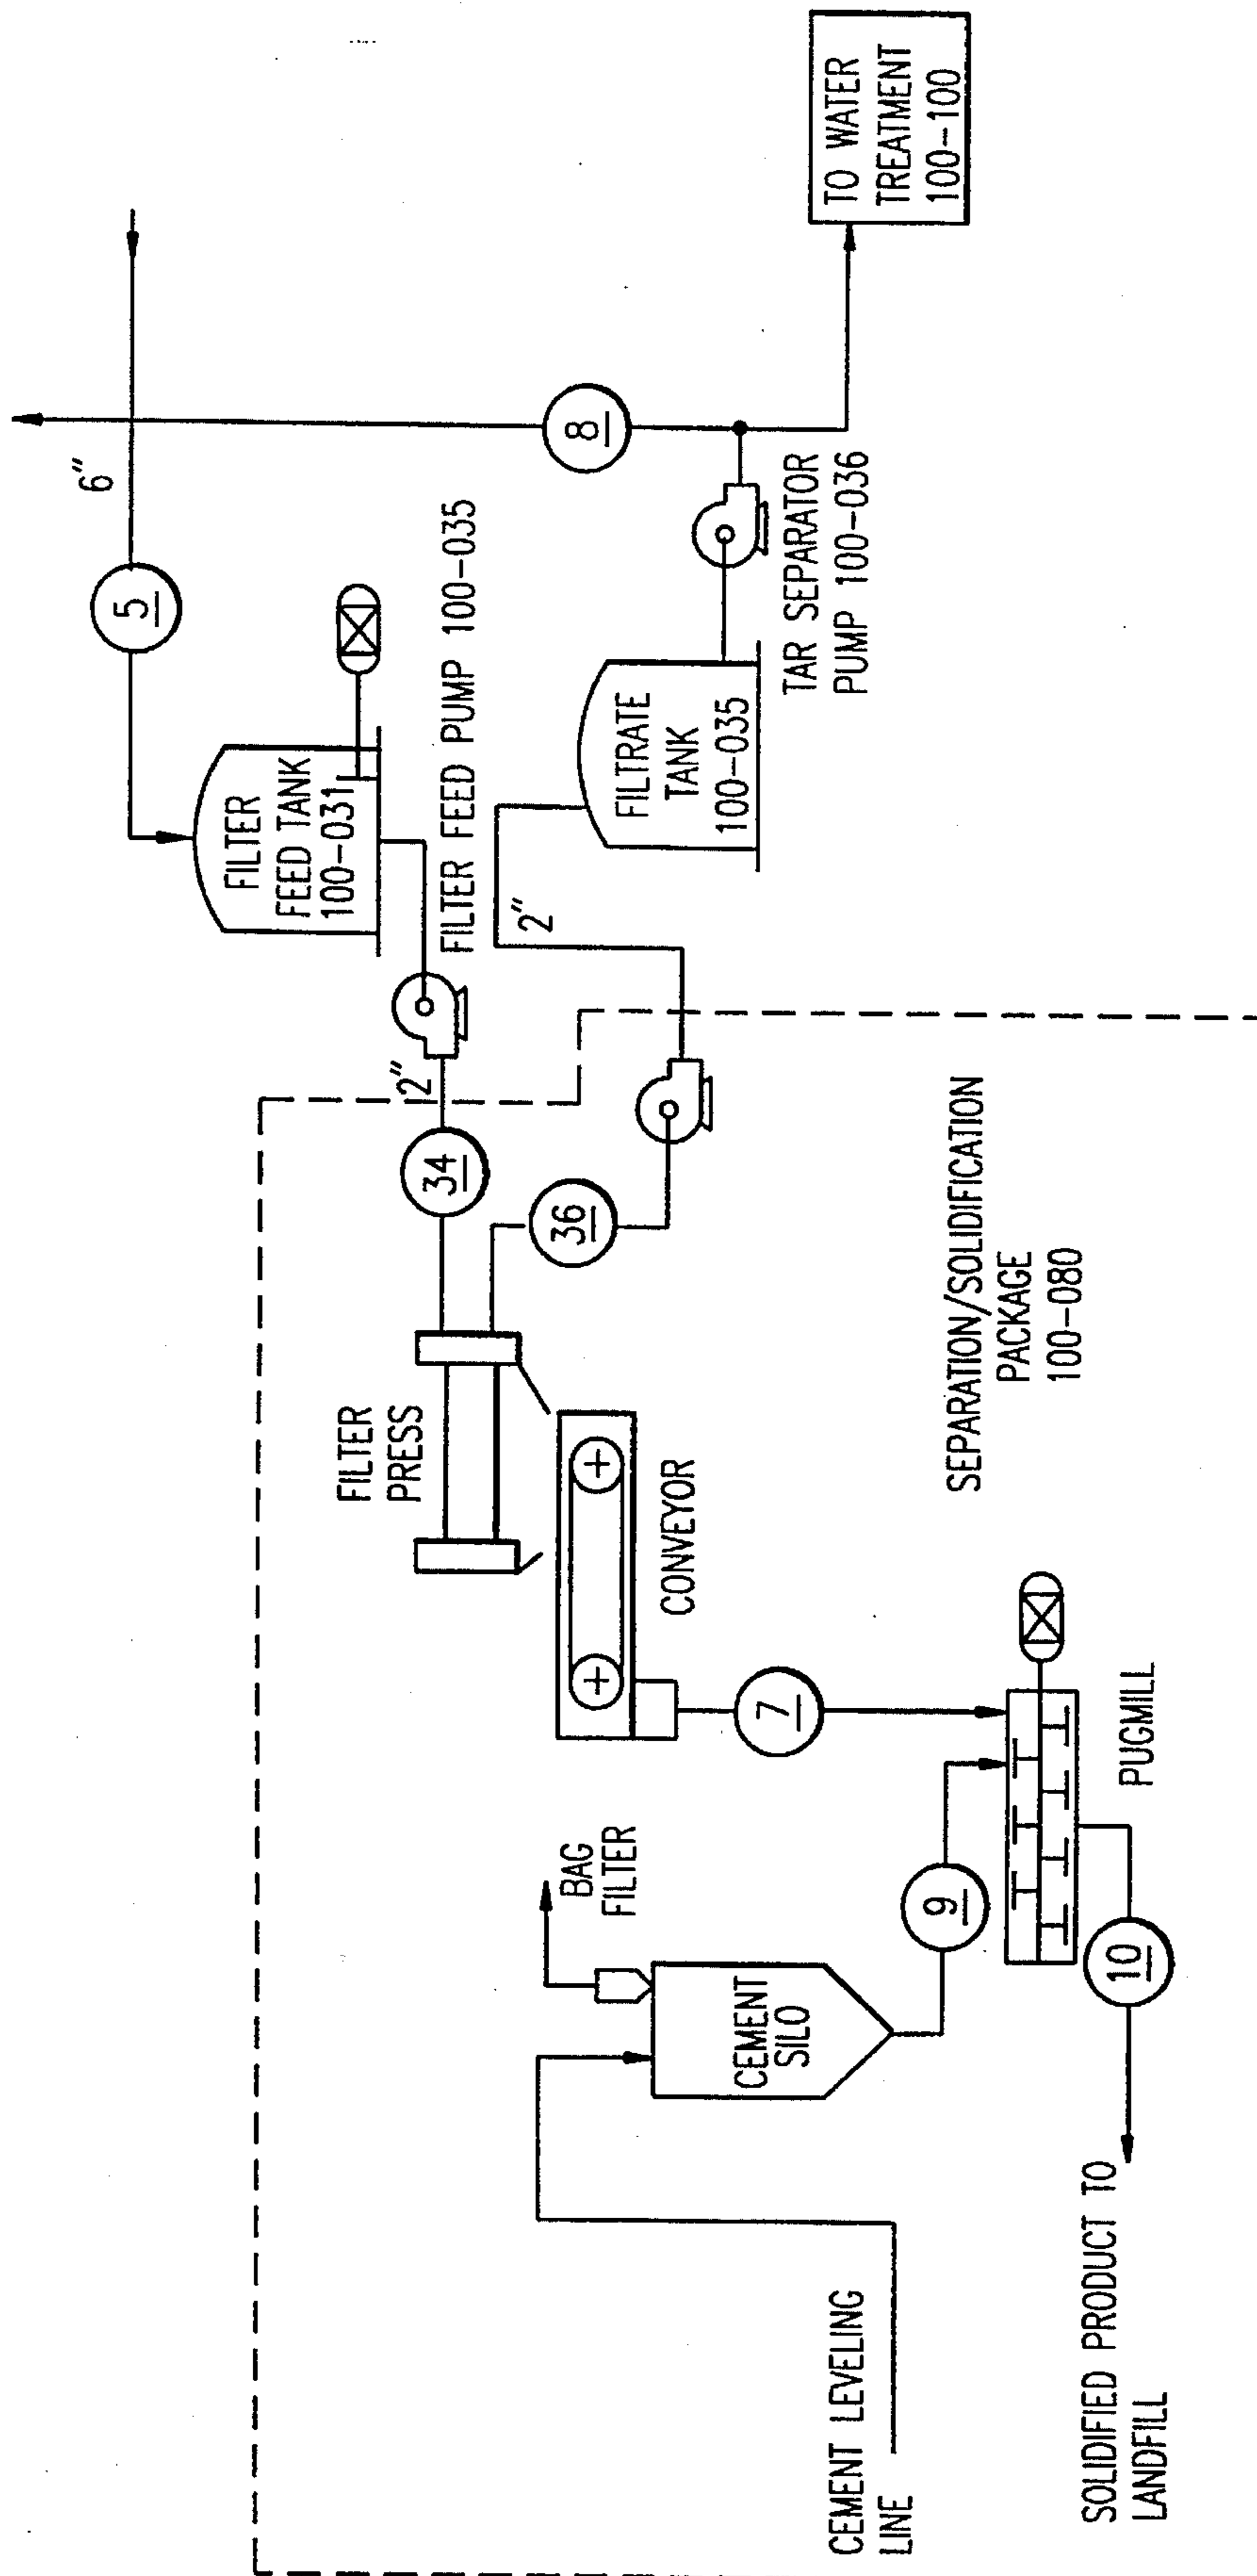 6"
5
FILTER
FEED TANK
100-031
FILTER FEED PUMP 100-035
8
TO WATER
TREATMENT
100-100
TAR SEPARATOR
PUMP 100-036
FILTRATE
TANK
100-035
2"
2"
34
36
FILTER
PRESS
CONVEYOR
SEPARATION/SOLIDIFICATION
PACKAGE
100-080
7
BAG
FILTER
CEMENT
SILO
9
PUGMILL
10
CEMENT LEVELING
LINE
SOLIDIFIED PRODUCT TO
LANDFILL